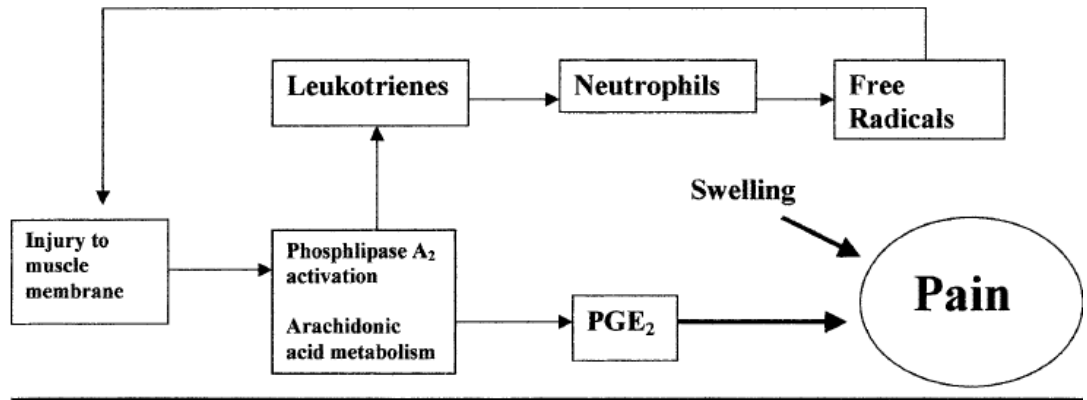 Leukotrienes
Neutrophils
Free
Radicals
Swelling
Injury to
muscle
membrane
Phosphlipase A₂
activation
Arachidonic
acid metabolism
PGE₂
Pain